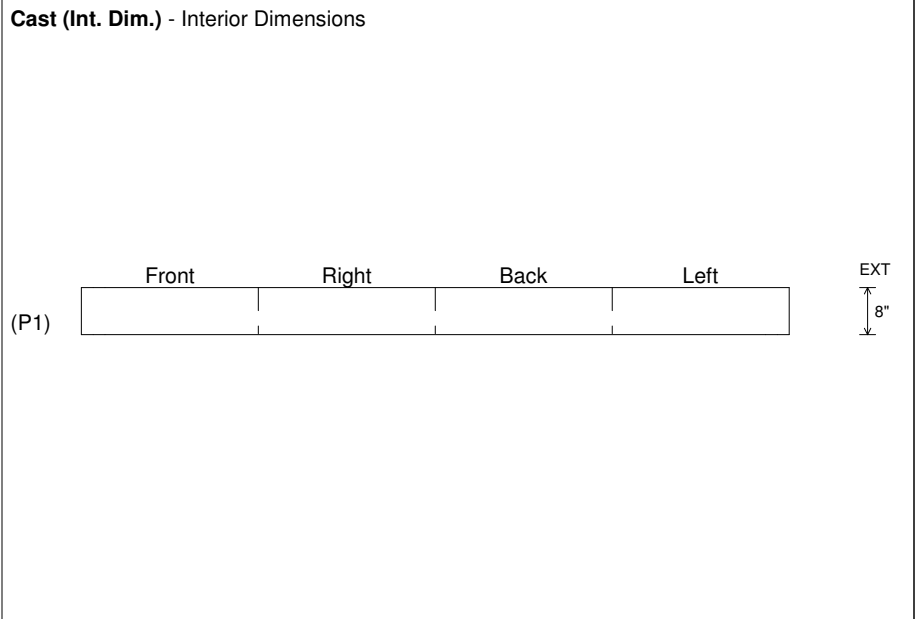 Cast (Int. Dim.) - Interior Dimensions
Front Right Back Left EXT
(P1) 8"